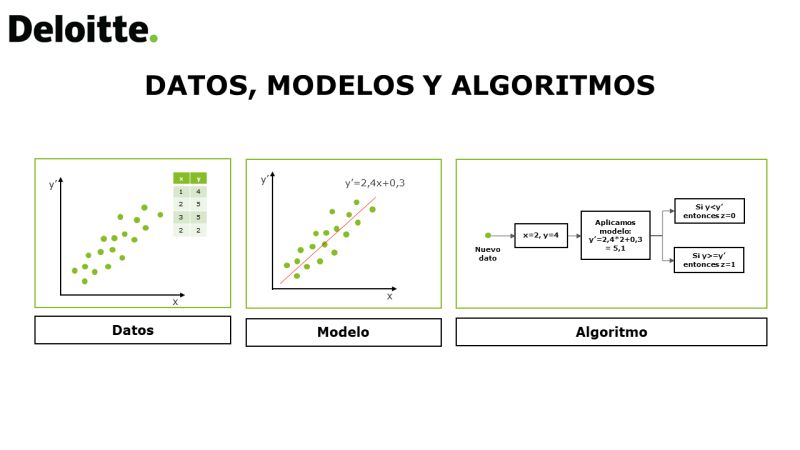 Deloitte.
DATOS, MODELOS Y ALGORITMOS
y'
x y
1 4
2 5
3 5
2 2
x
Datos
y'
y'=2,4x+0,3
x
Modelo
Nuevo
dato
x=2, y=4
Aplicamos
modelo:
y'=2,4*2+0,3
= 5,1
Si y<y'
entonces z=0
Si y>=y'
entonces z=1
Algoritmo